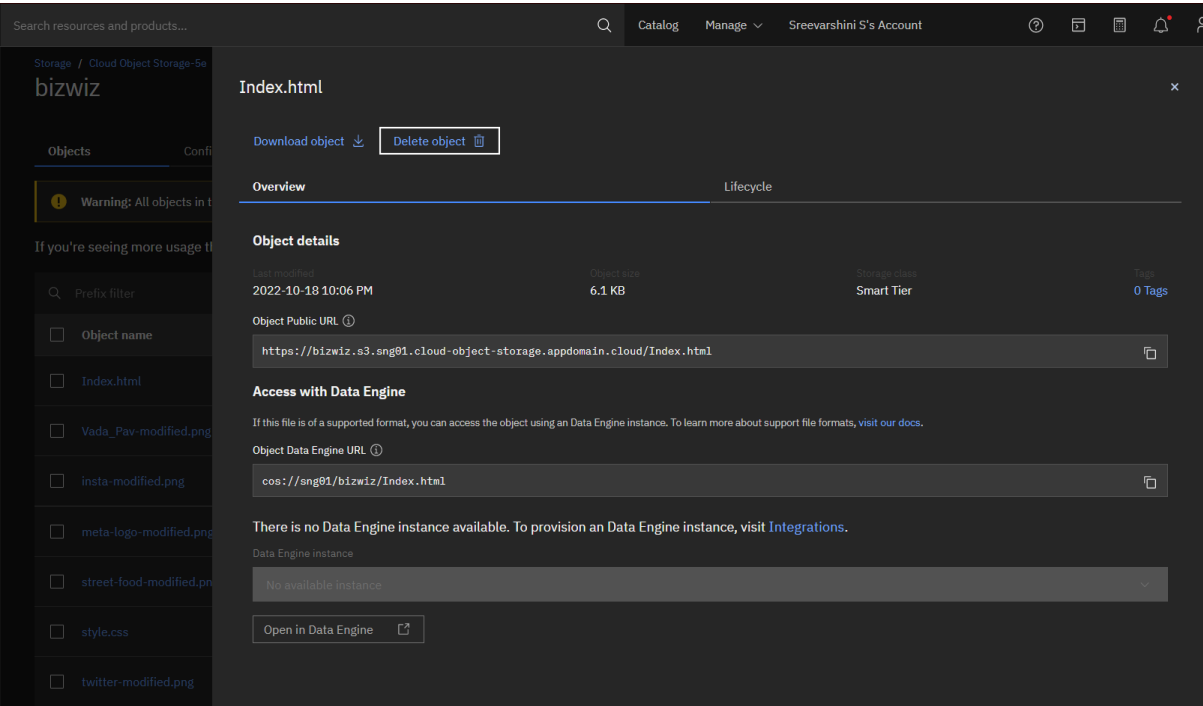 Search resources and products...
Catalog
Manage
Sreevarshini S's Account
Storage / Cloud Object Storage-5e
bizwiz
Objects
Confi
Warning: All objects in t
If you're seeing more usage th
Prefix filter
Object name
Index.html
Vada_Pav-modified.png
insta-modified.png
meta-logo-modified.png
street-food-modified.pn
style.css
twitter-modified.png
Index.html
Download object
Delete object
Overview
Lifecycle
Object details
Last modified
Object size
Storage class
Tags
2022-10-18 10:06 PM
6.1 KB
Smart Tier
0 Tags
Object Public URL
https://bizwiz.s3.sng01.cloud-object-storage.appdomain.cloud/Index.html
Access with Data Engine
If this file is of a supported format, you can access the object using an Data Engine instance. To learn more about support file formats, visit our docs.
Object Data Engine URL
cos://sng01/bizwiz/Index.html
There is no Data Engine instance available. To provision an Data Engine instance, visit Integrations.
Data Engine instance
No available instance
Open in Data Engine